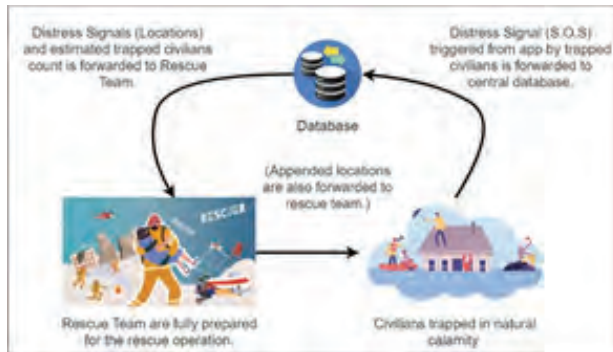 Distress Signals (Locations)
and estimated trapped civilians
count is forwarded to Rescue
Team.
Distress Signal (S.O.S)
triggered from app by trapped
civilians is forwarded to
central database.
Database
(Appended locations
are also forwarded to
rescue team.)
RESCUER
Rescue Team are fully prepared
for the rescue operation.
Civilians trapped in natural
calamity